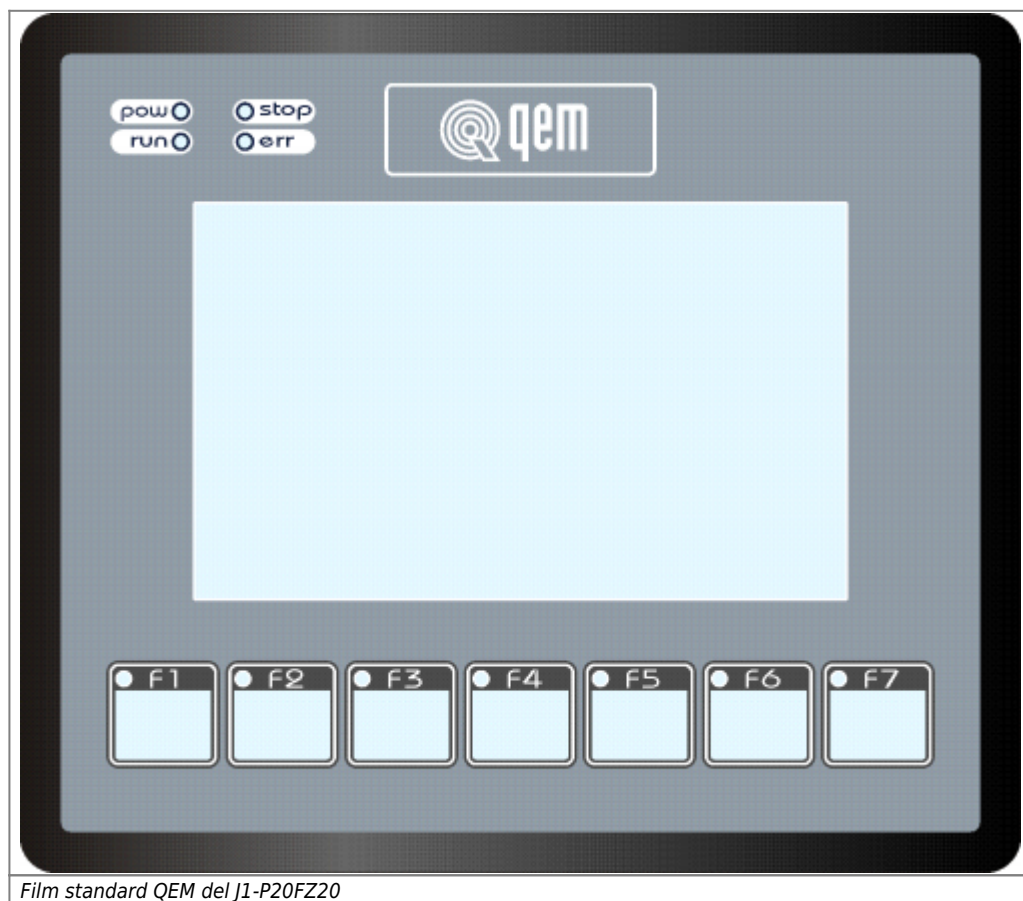 pow stop
run err
qem
F1 F2 F3 F4 F5 F6 F7
Film standard QEM del J1-P20FZ20